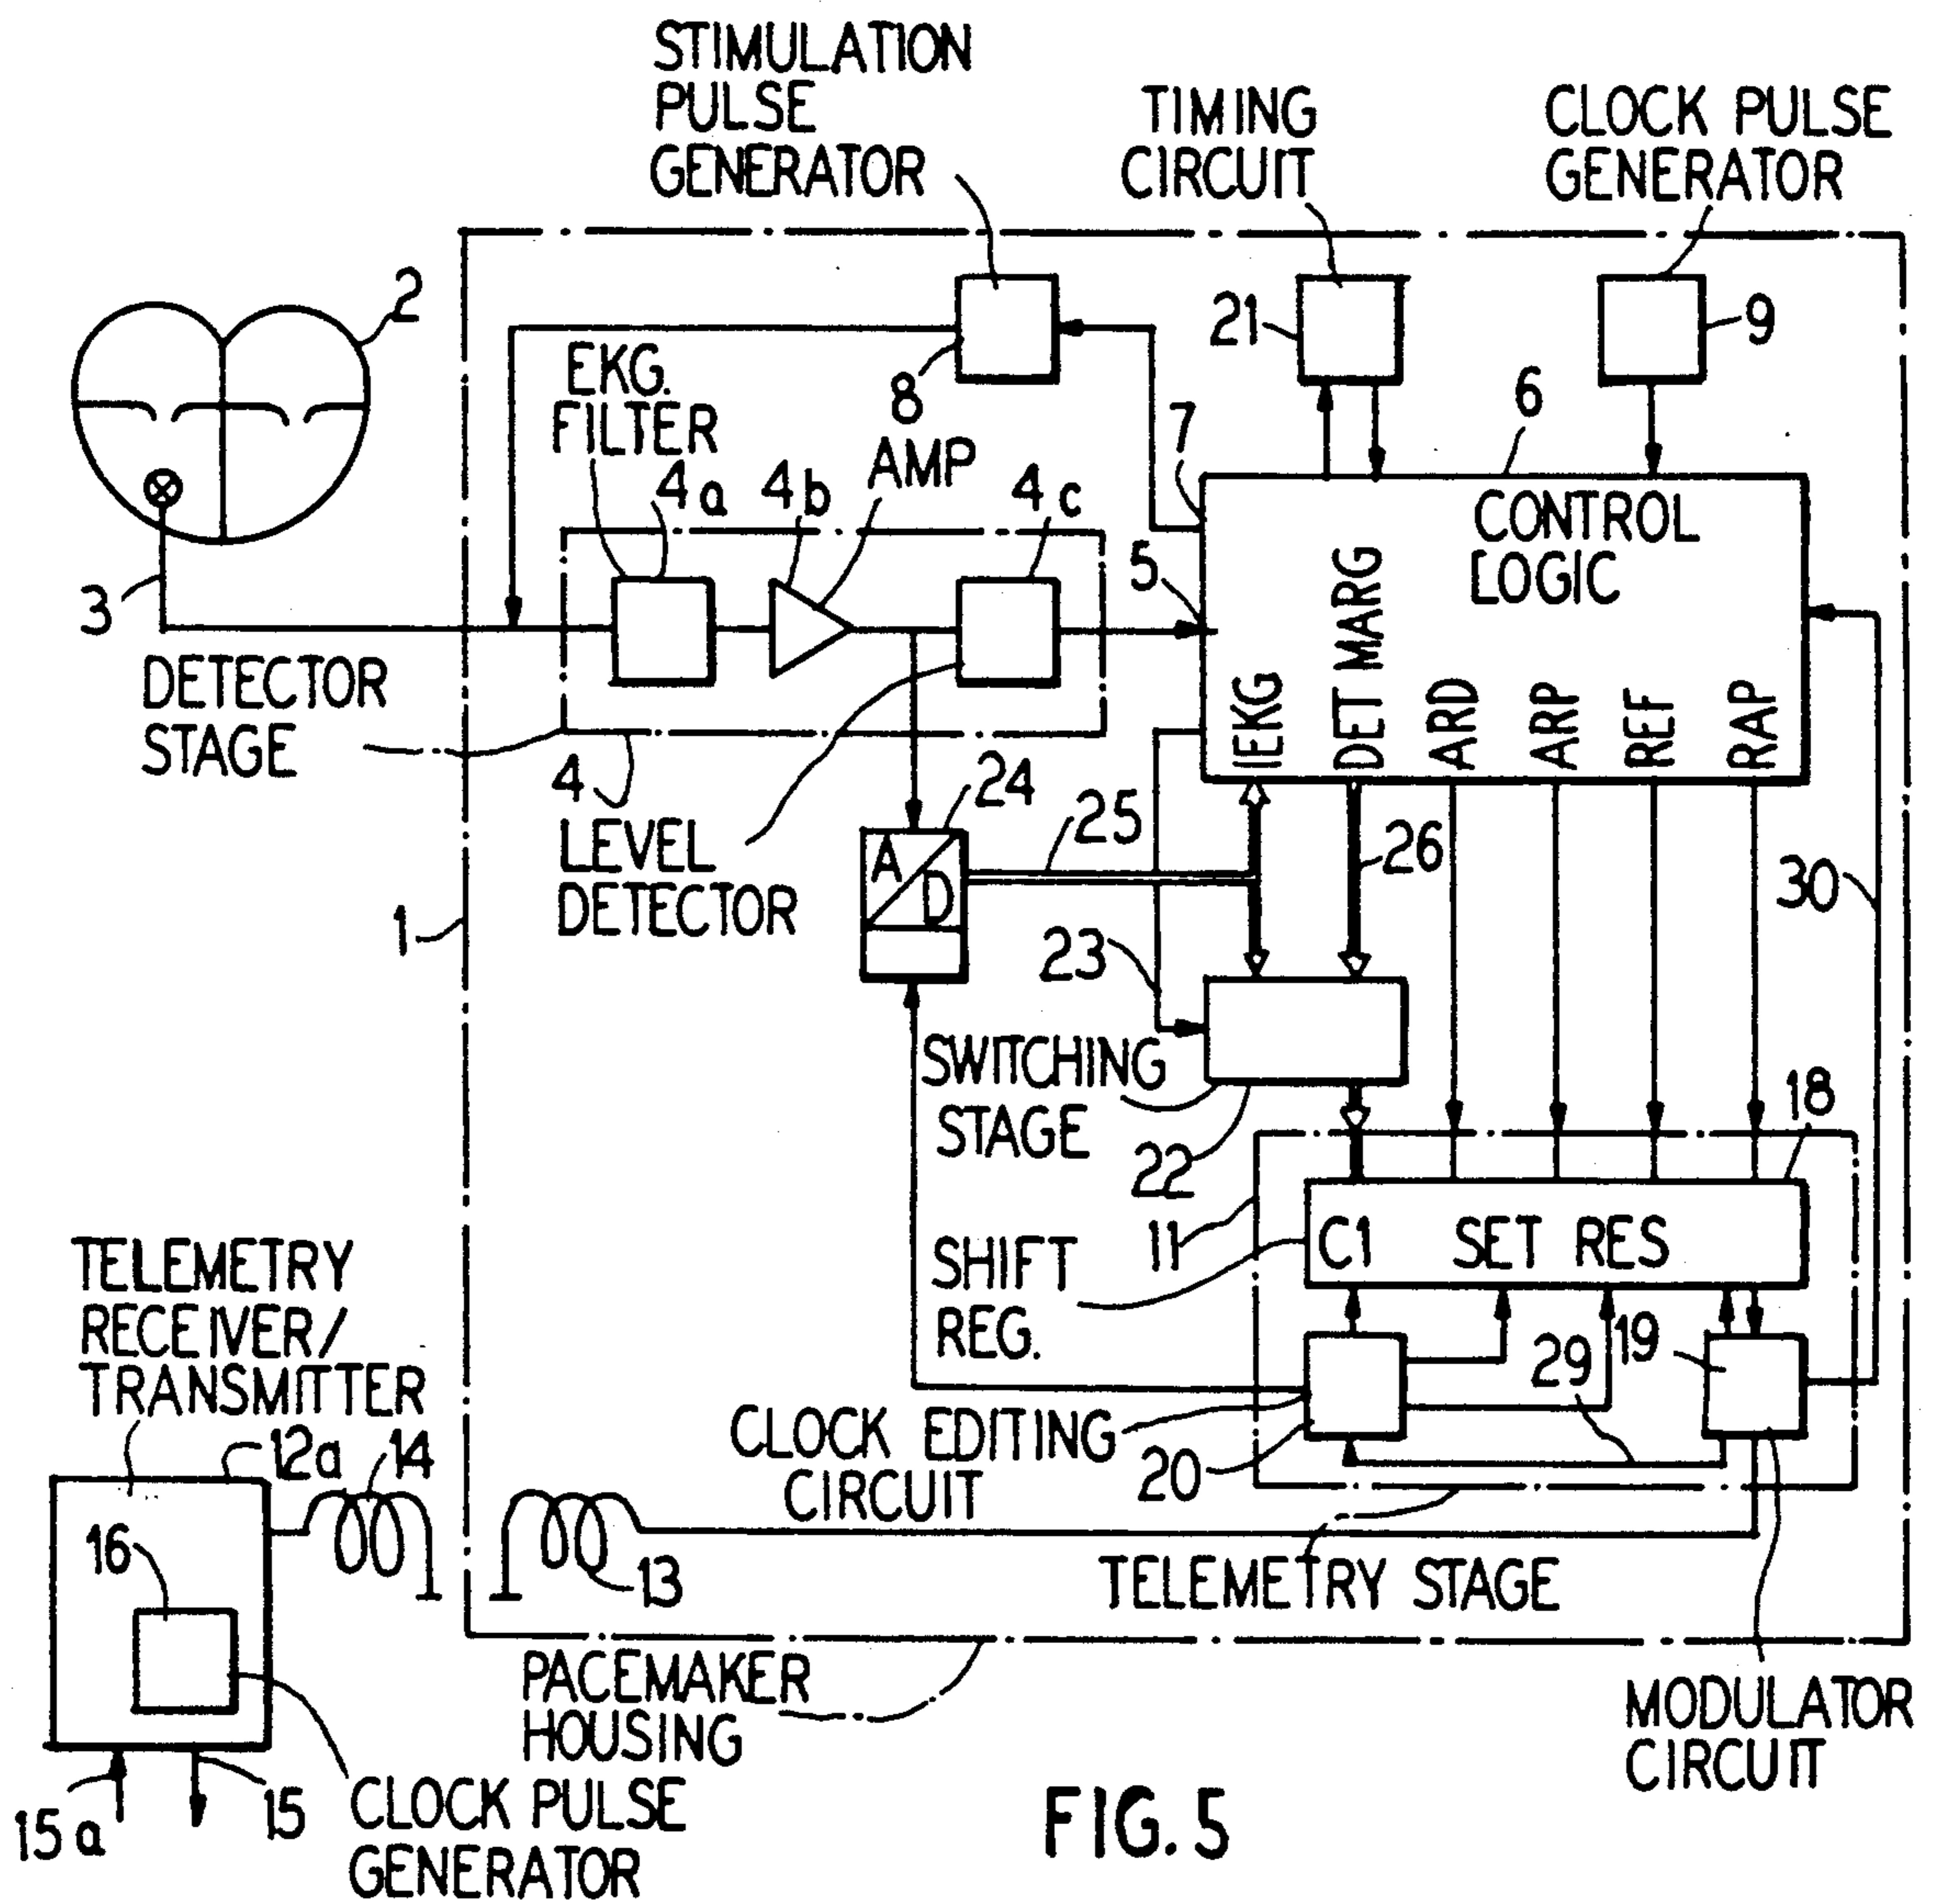 STIMULATION
PULSE
GENERATOR
TIMING
CIRCUIT
CLOCK PULSE
GENERATOR
2
21
9
EKG.
FILTER
8
AMP
7
6
4a
4b
4c
CONTROL
LOGIC
3
5
DETECTOR
STAGE
IEKG
DET MARG
ARD
ARP
REF
RAP
4
24
LEVEL
DETECTOR
A
D
25
26
30
1
23
SWITCHING
STAGE
22
18
11
C1 SET RES
SHIFT
REG.
TELEMETRY
RECEIVER/
TRANSMITTER
29
19
CLOCK EDITING
CIRCUIT
20
12a
14
16
13
TELEMETRY STAGE
PACEMAKER
HOUSING
MODULATOR
CIRCUIT
15a
15
CLOCK PULSE
GENERATOR
FIG. 5